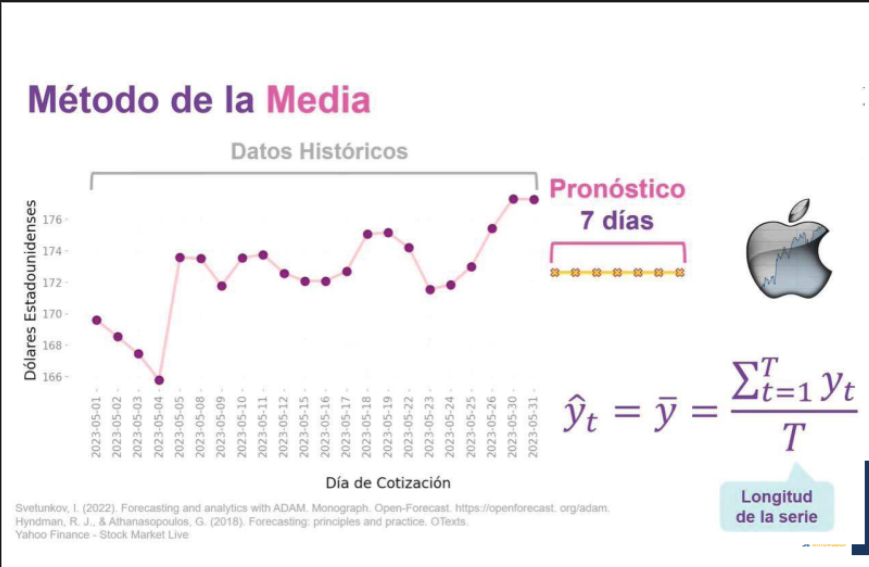 Método de la Media
Datos Históricos
Pronóstico
7 días
Dólares Estadounidenses
176
174
172
170
168
166
2023-05-01
2023-05-02
2023-05-03
2023-05-04
2023-05-05
2023-05-08
2023-05-09
2023-05-10
2023-05-11
2023-05-12
2023-05-15
2023-05-16
2023-05-17
2023-05-18
2023-05-19
2023-05-22
2023-05-23
2023-05-24
2023-05-25
2023-05-26
2023-05-30
2023-05-31
Día de Cotización
ŷ_t = ȳ = ∑_{t=1}^{T} y_t / T
Longitud
de la serie
Svetunkov, I. (2022). Forecasting and analytics with ADAM. Monograph. Open-Forecast. https://openforecast. org/adam.
Hyndman, R. J., & Athanasopoulos, G. (2018). Forecasting: principles and practice. OTexts.
Yahoo Finance - Stock Market Live